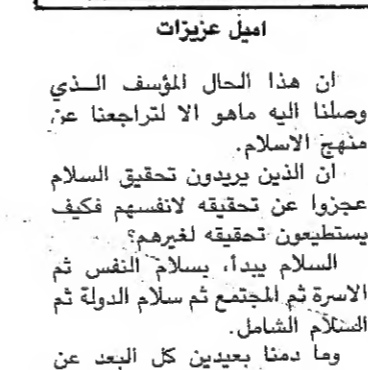 اميل عزيزات
ان هذا الحال المؤسف الـذي
وصلنا اليه ماهو الا لتراجعنا عن
منهج الاسلام.
ان الذين يريدون تحقيق السلام
عجزوا عن تحقيقه لانفسهم فكيف
يستطيعون تحقيقه لغيرهم؟
السلام يبدأ، بسلام النفس ثم
الاسرة ثم المجتمع ثم سلام الدولة ثم
السلام الشامل.
وما دمنا بعيدين كل البعد عن